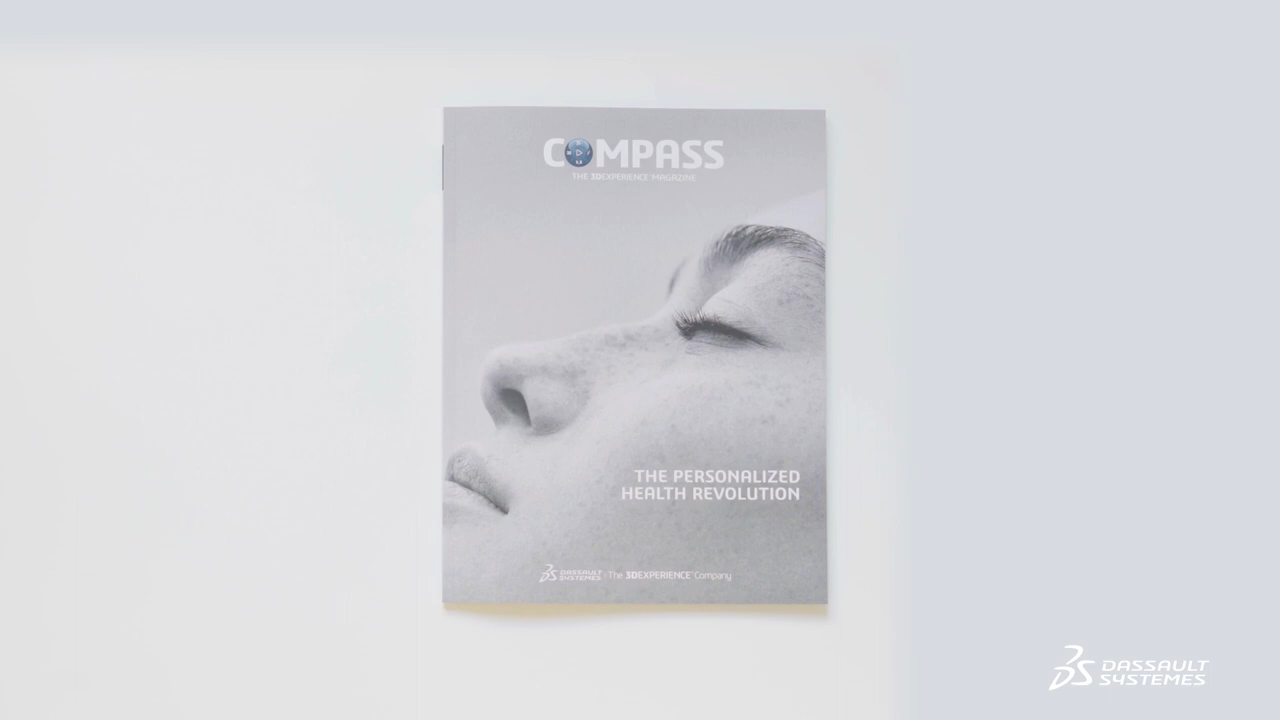 COMPASS
THE 3DEXPERIENCE MAGAZINE
THE PERSONALIZED
HEALTH REVOLUTION
DASSAULT
SYSTEMES
The 3DEXPERIENCE Company
DASSAULT
SYSTEMES